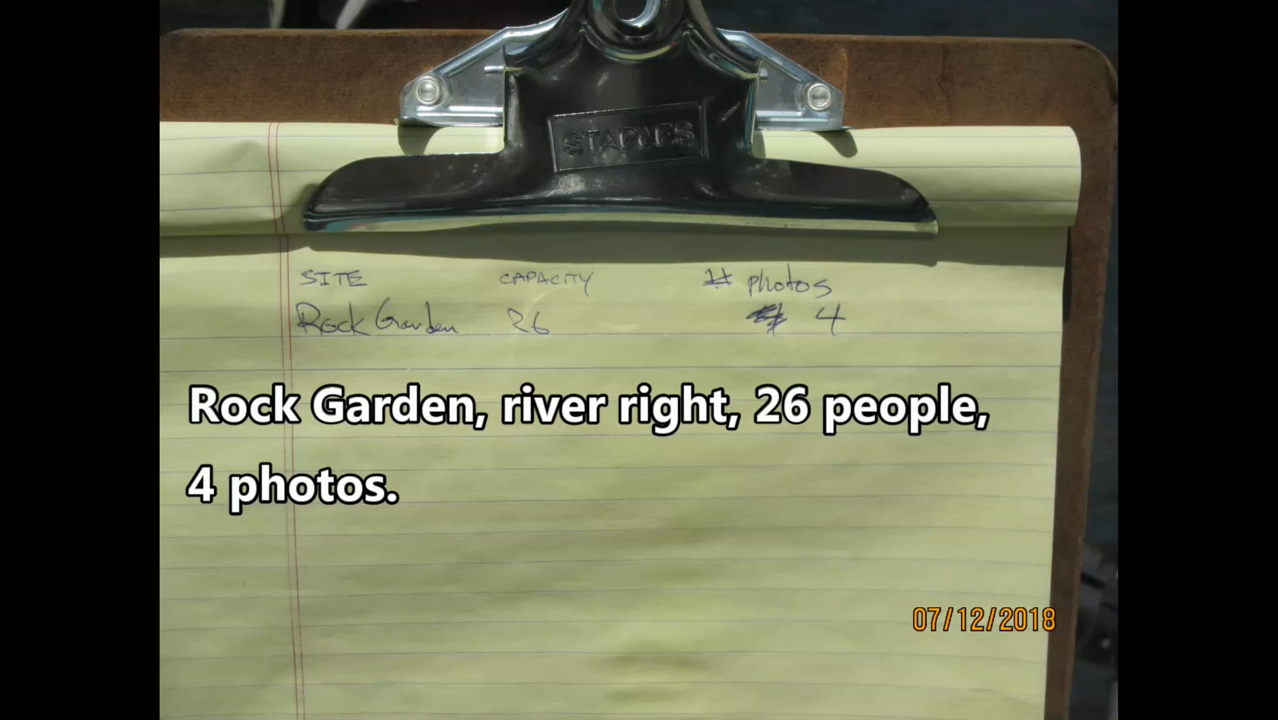 STAPLES
SITE CAPACITY # photos
Rock Garden 26 4
Rock Garden, river right, 26 people,
4 photos.
07/12/2018